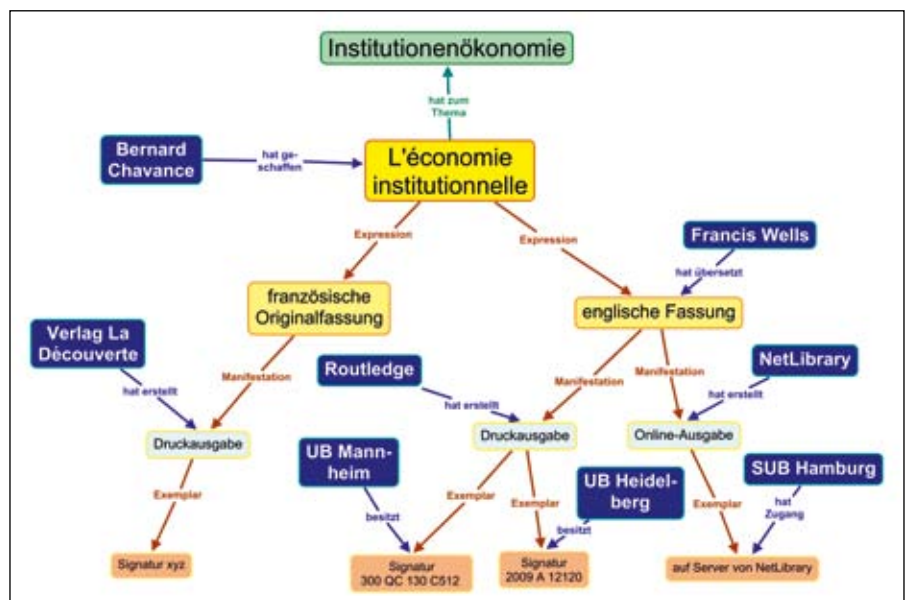 Institutionenökonomie
hat zum
Thema
Bernard
Chavance
hat ge-
schaffen
L'économie
institutionnelle
Expression
Expression
Francis Wells
hat übersetzt
französische
Originalfassung
englische Fassung
Verlag La
Découverte
Manifestation
Routledge
Manifestation
Manifestation
NetLibrary
hat erstellt
hat erstellt
hat erstellt
Druckausgabe
Druckausgabe
Online-Ausgabe
UB Mann-
heim
UB Heidel-
berg
SUB Hamburg
Exemplar
Exemplar
Exemplar
Exemplar
hat
Zugang
besitzt
besitzt
Signatur xyz
Signatur
300 QC 130 C512
Signatur
2009 A 12120
auf Server von NetLibrary